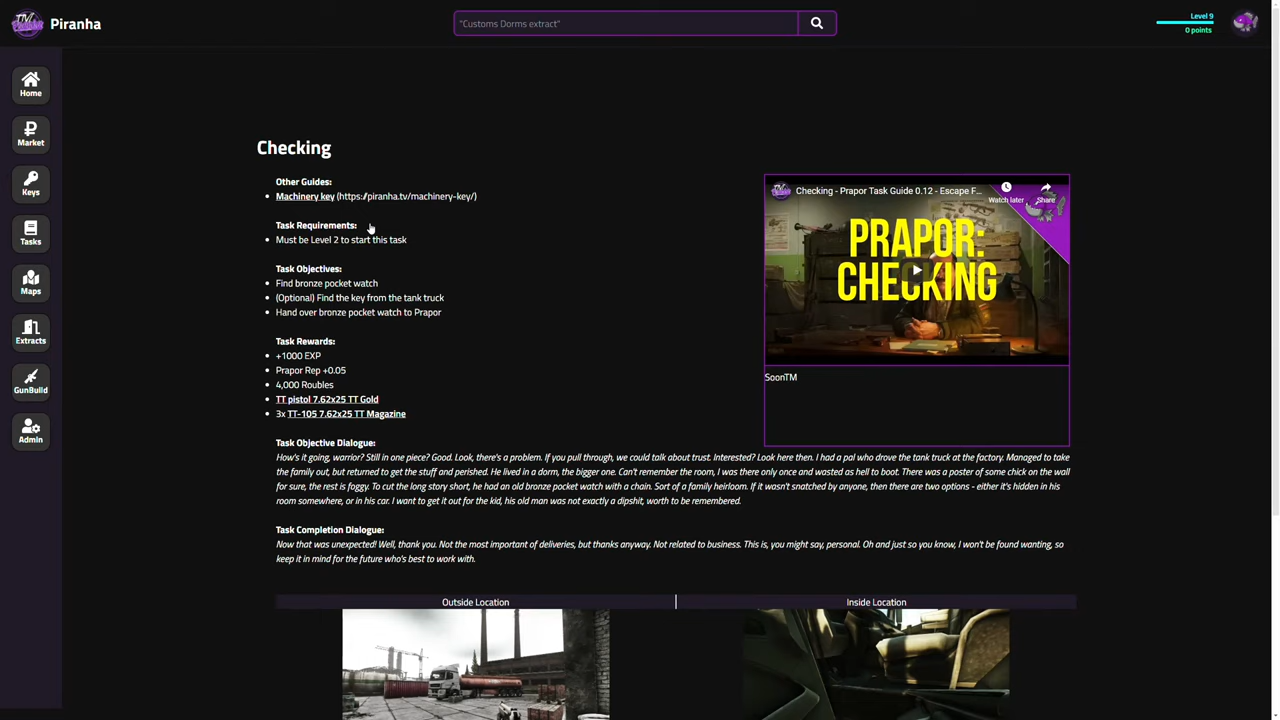 Piranha
"Customs Dorms extract"
Level 9
0 points
Home
Market
Keys
Tasks
Maps
Extracts
GunBuild
Admin
Checking
Other Guides:
Machinery key (https://piranha.tv/machinery-key/)
Task Requirements:
Must be Level 2 to start this task
Task Objectives:
Find bronze pocket watch
(Optional) Find the key from the tank truck
Hand over bronze pocket watch to Prapor
Task Rewards:
+1000 EXP
Prapor Rep +0.05
4,000 Roubles
TT pistol 7.62x25 TT Gold
3x TT-105 7.62x25 TT Magazine
Checking - Prapor Task Guide 0.12 - Escape F...
Watch later
Share
PRAPOR:
CHECKING
SoonTM
Task Objective Dialogue:
How's it going, warrior? Still in one piece? Good. Look, there's a problem. If you pull through, we could talk about trust. Interested? Look here then. I had a pal who drove the tank truck at the factory. Managed to
take the family out, but returned to get the stuff and perished. He lived in a dorm, the bigger one. Can't remember the room, I was there only once and wasted as hell to boot. There was a poster of some chick on the wall
for sure, the rest is foggy. To cut the long story short, he had an old bronze pocket watch with a chain. Sort of a family heirloom. If it wasn't snatched by anyone, then there are two options - either it's hidden in his
room somewhere, or in his car. I want to get it out for the kid, his old man was not exactly a dipshit, worth to be remembered.
Task Completion Dialogue:
Now that was unexpected! Well, thank you. Not the most important of deliveries, but thanks anyway. Not related to business. This is, you might say, personal. Oh and just so you know, I won't be found wanting, so
keep it in mind for the future who's best to work with.
Outside Location
Inside Location